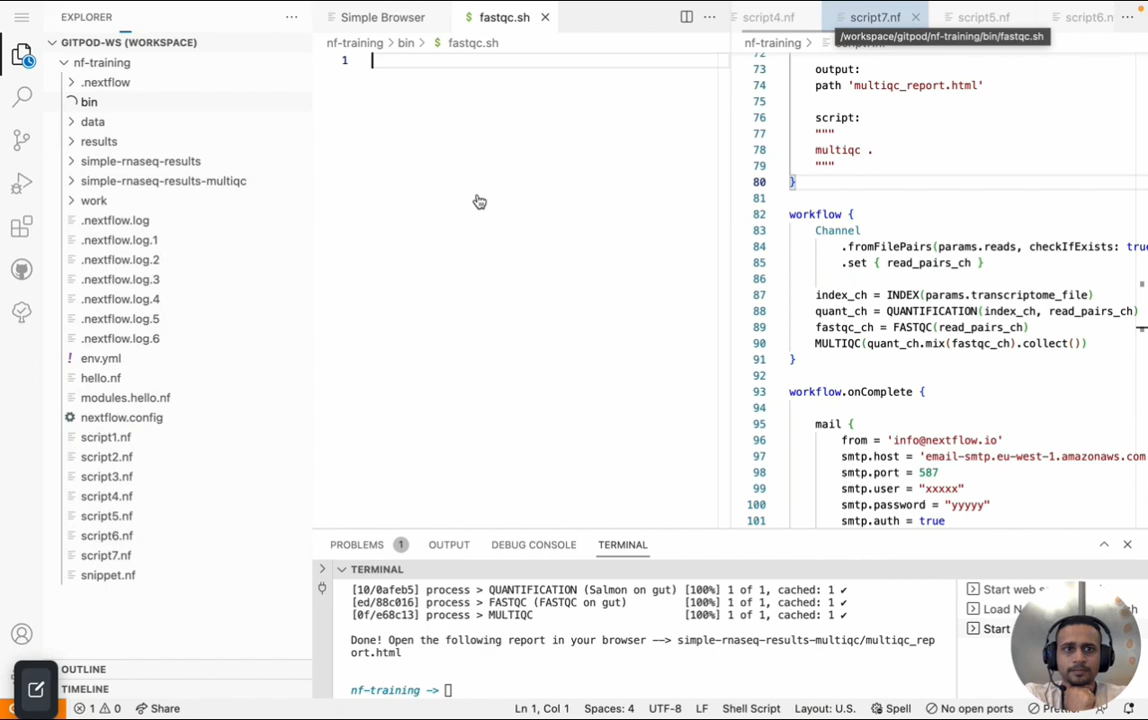 EXPLORER
GITPOD-WS (WORKSPACE)
nf-training
.nextflow
bin
data
results
simple-rnaseq-results
simple-rnaseq-results-multiqc
work
.nextflow.log
.nextflow.log.1
.nextflow.log.2
.nextflow.log.3
.nextflow.log.4
.nextflow.log.5
.nextflow.log.6
! env.yml
hello.nf
modules.hello.nf
nextflow.config
script1.nf
script2.nf
script3.nf
script4.nf
script5.nf
script6.nf
script7.nf
snippet.nf
OUTLINE
TIMELINE
Simple Browser
$ fastqc.sh
nf-training > bin > $ fastqc.sh
1
script4.nf
script7.nf
script5.nf
script6.n
nf-training >
/workspace/gitpod/nf-training/bin/fastqc.sh
73 output:
74 path 'multiqc_report.html'
75
76 script:
77 """
78 multiqc .
79 """
80 }
81
82 workflow {
83 Channel
84 .fromFilePairs(params.reads, checkIfExists: true
85 .set { read_pairs_ch }
86
87 index_ch = INDEX(params.transcriptome_file)
88 quant_ch = QUANTIFICATION(index_ch, read_pairs_ch)
89 fastqc_ch = FASTQC(read_pairs_ch)
90 MULTIQC(quant_ch.mix(fastqc_ch).collect())
91 }
92
93 workflow.onComplete {
94
95 mail {
96 from = 'info@nextflow.io'
97 smtp.host = 'email-smtp.eu-west-1.amazonaws.com
98 smtp.port = 587
99 smtp.user = "xxxxx"
100 smtp.password = "yyyyy"
101 smtp.auth = true
PROBLEMS 1
OUTPUT
DEBUG CONSOLE
TERMINAL
TERMINAL
[10/0afeb5] process > QUANTIFICATION (Salmon on gut) [100%] 1 of 1, cached: 1 ✔
[ed/88c016] process > FASTQC (FASTQC on gut) [100%] 1 of 1, cached: 1 ✔
[0f/e68c13] process > MULTIQC [100%] 1 of 1, cached: 1 ✔
Done! Open the following report in your browser --> simple-rnaseq-results-multiqc/multiqc_rep
ort.html
nf-training ->
Start web s
Load N
Start
1 0
Share
Ln 1, Col 1
Spaces: 4
UTF-8
LF
Shell Script
Layout: U.S.
Spell
No open ports